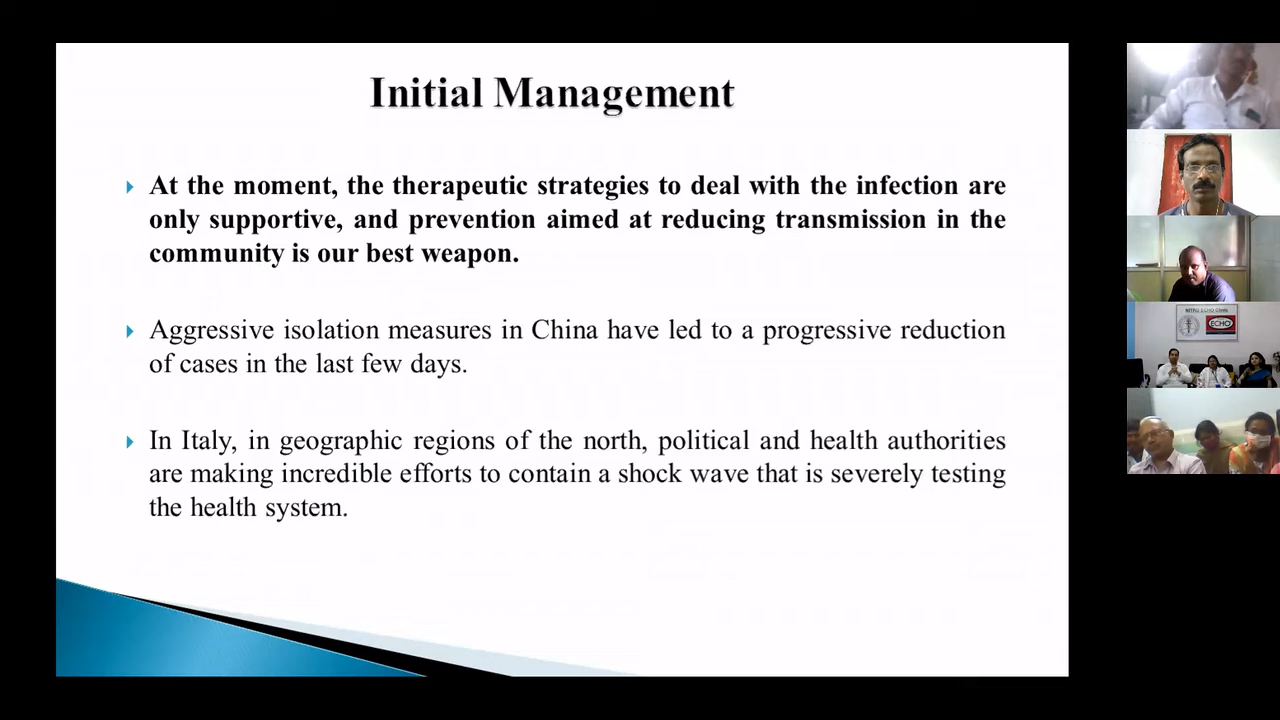 Initial Management
At the moment, the therapeutic strategies to deal with the infection are
only supportive, and prevention aimed at reducing transmission in the
community is our best weapon.
Aggressive isolation measures in China have led to a progressive reduction
of cases in the last few days.
In Italy, in geographic regions of the north, political and health authorities
are making incredible efforts to contain a shock wave that is severely testing
the health system.
ECHO